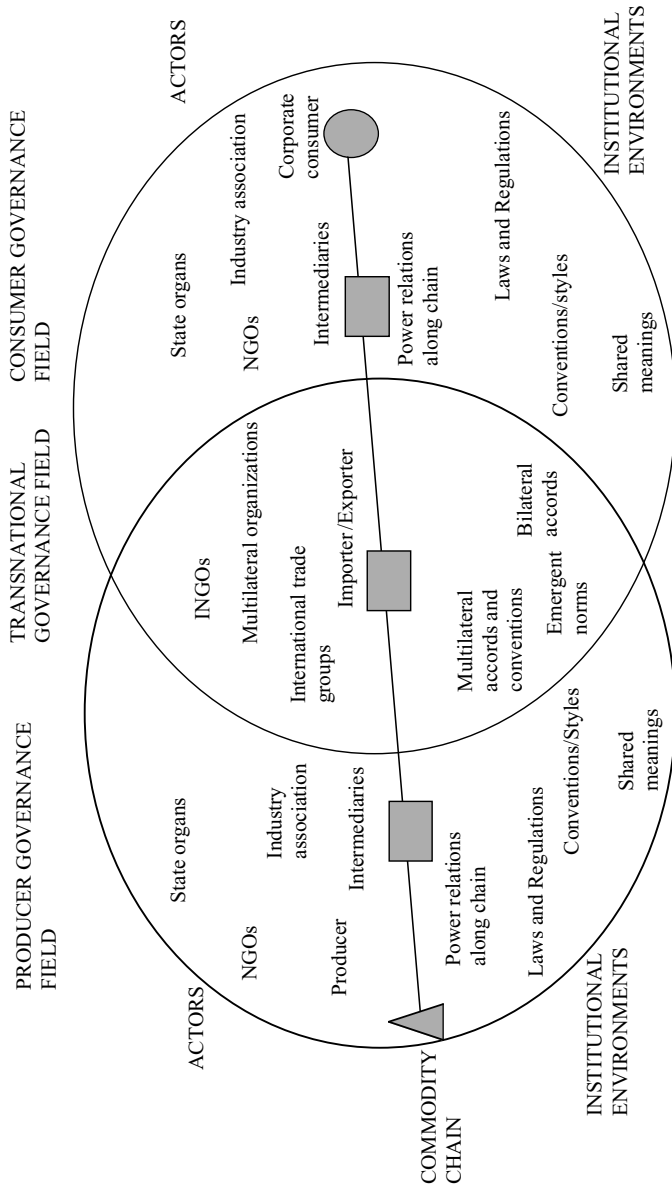 PRODUCER GOVERNANCE
FIELD
TRANSNATIONAL
GOVERNANCE FIELD
CONSUMER GOVERNANCE
FIELD
ACTORS
State organs
NGOs
Industry
association
Producer
Intermediaries
Power relations
along chain
Laws and Regulations
Conventions/Styles
Shared
meanings
INSTITUTIONAL
ENVIRONMENTS
COMMODITY
CHAIN
INGOs
Multilateral organizations
International trade
groups
Importer/Exporter
Multilateral
accords and
conventions
Bilateral
accords
Emergent
norms
ACTORS
State organs
Industry association
NGOs
Corporate
consumer
Intermediaries
Power relations
along chain
Laws and Regulations
Conventions/styles
Shared
meanings
INSTITUTIONAL
ENVIRONMENTS